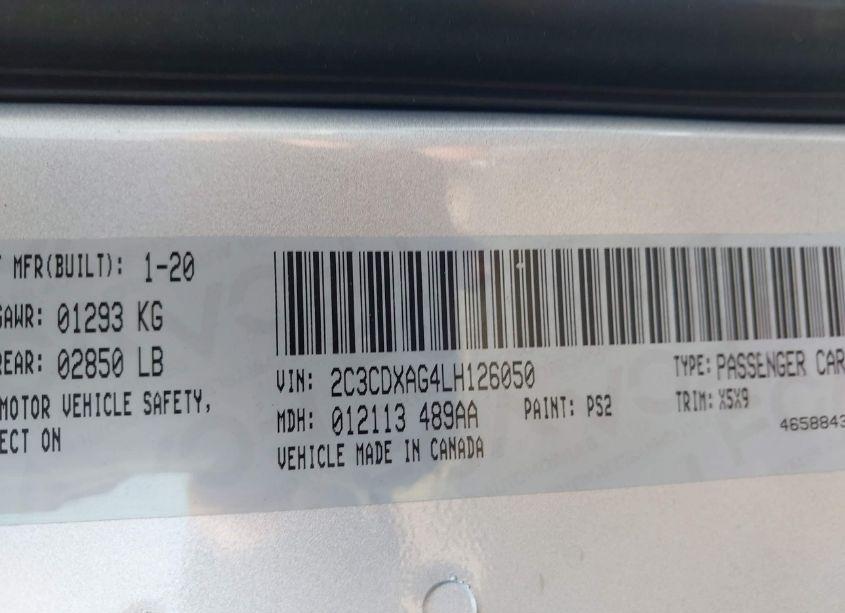 MFR(BUILT): 1-20
GAWR: 01293 KG
REAR: 02850 LB
MOTOR VEHICLE SAFETY,
ECT ON
VIN: 2C3CDXAG4LH126050
TYPE: PASSENGER CAR
MDH: 012113 489AA
PAINT: PS2
TRIM: X5X9
VEHICLE MADE IN CANADA
4658843